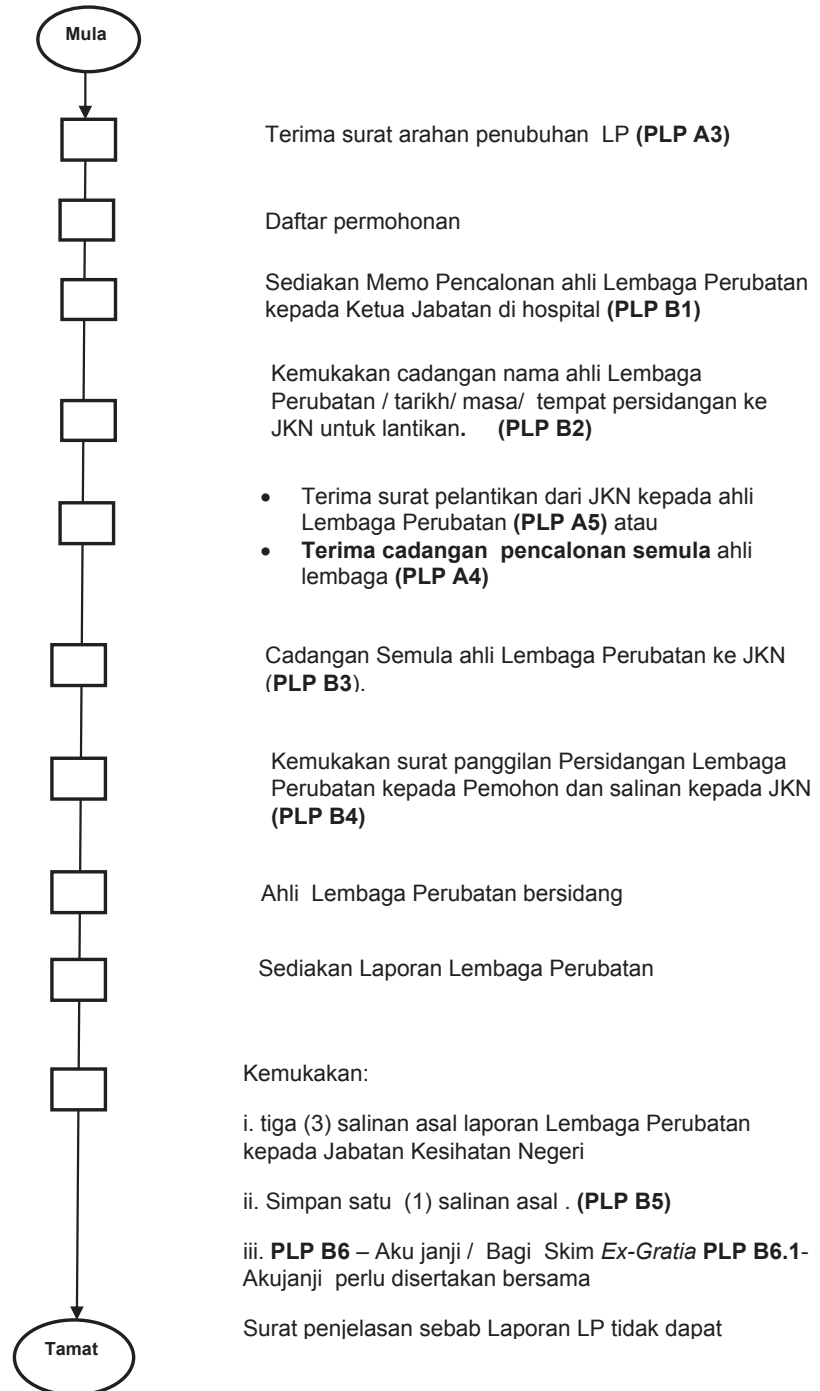 Mula
Terima surat arahan penubuhan LP (PLP A3)
Daftar permohonan
Sediakan Memo Pencalonan ahli Lembaga Perubatan
kepada Ketua Jabatan di hospital (PLP B1)
Kemukakan cadangan nama ahli Lembaga
Perubatan / tarikh/ masa/ tempat persidangan ke
JKN untuk lantikan. (PLP B2)
• Terima surat pelantikan dari JKN kepada ahli
Lembaga Perubatan (PLP A5) atau
• Terima cadangan pencalonan semula ahli
lembaga (PLP A4)
Cadangan Semula ahli Lembaga Perubatan ke JKN
(PLP B3).
Kemukakan surat panggilan Persidangan Lembaga
Perubatan kepada Pemohon dan salinan kepada JKN
(PLP B4)
Ahli Lembaga Perubatan bersidang
Sediakan Laporan Lembaga Perubatan
Kemukakan:
i. tiga (3) salinan asal laporan Lembaga Perubatan
kepada Jabatan Kesihatan Negeri
ii. Simpan satu (1) salinan asal . (PLP B5)
iii. PLP B6 – Aku janji / Bagi Skim Ex-Gratia PLP B6.1-
Akujanji perlu disertakan bersama
Surat penjelasan sebab Laporan LP tidak dapat
Tamat